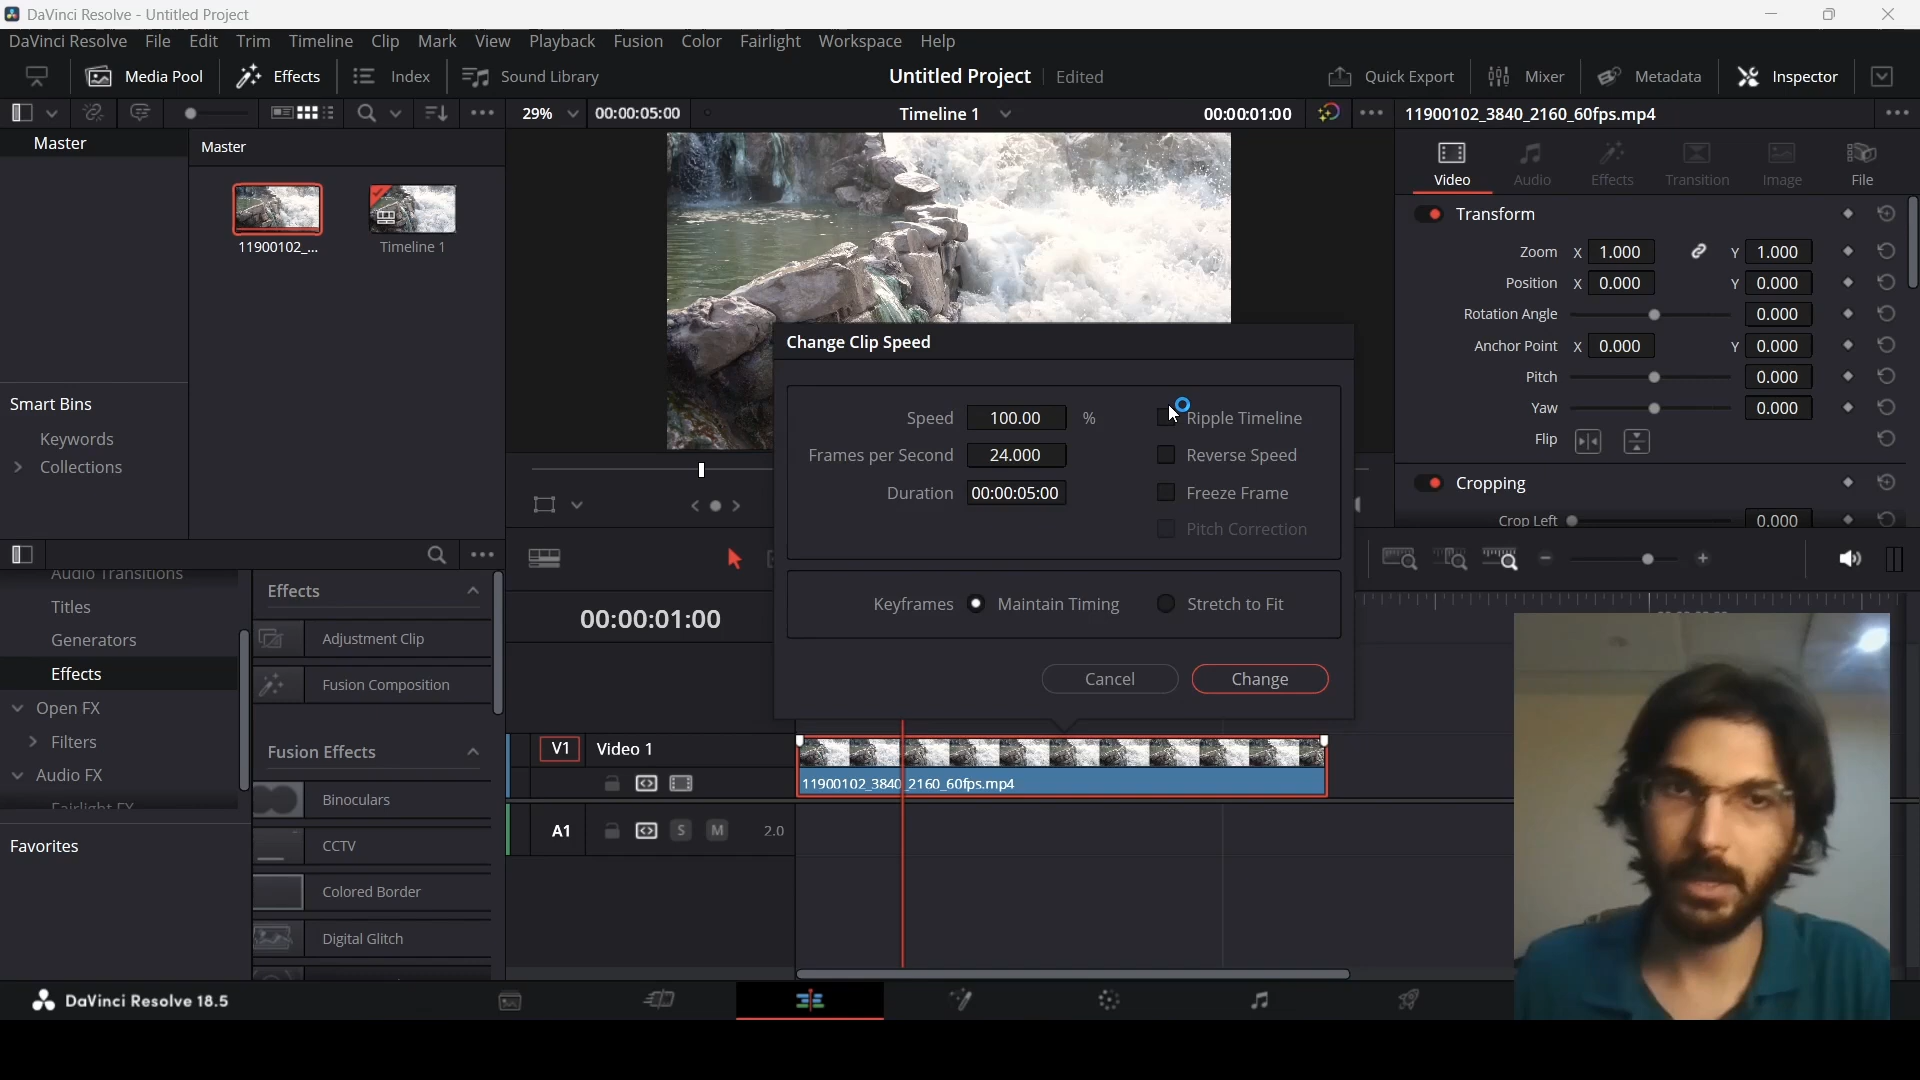 DaVinci Resolve - Untitled Project
DaVinci Resolve File Edit Trim Timeline Clip Mark View Playback Fusion Color Fairlight Workspace Help
Media Pool Effects Index Sound Library Untitled Project Edited Quick Export Mixer Metadata Inspector
29% 00:00:05:00 Timeline 1 00:00:01:00 11900102_3840_2160_60fps.mp4
Master
Master
11900102_...
Timeline 1
Smart Bins
Keywords
Collections
Video Audio Effects Transition Image File
Transform
Zoom X 1.000 Y 1.000
Position X 0.000 Y 0.000
Rotation Angle 0.000
Anchor Point X 0.000 Y 0.000
Pitch 0.000
Yaw 0.000
Flip
Cropping
Crop Left 0.000
Change Clip Speed
Speed 100.00 % Ripple Timeline
Frames per Second 24.000 Reverse Speed
Duration 00:00:05:00 Freeze Frame
Pitch Correction
Keyframes Maintain Timing Stretch to Fit
Cancel Change
Audio Transitions
Titles
Generators
Effects
Open FX
Filters
Audio FX
Fairlight FX
Favorites
Effects
Adjustment Clip
Fusion Composition
Fusion Effects
Binoculars
CCTV
Colored Border
Digital Glitch
00:00:01:00
V1 Video 1
11900102_3840_2160_60fps.mp4
A1 S M 2.0
DaVinci Resolve 18.5